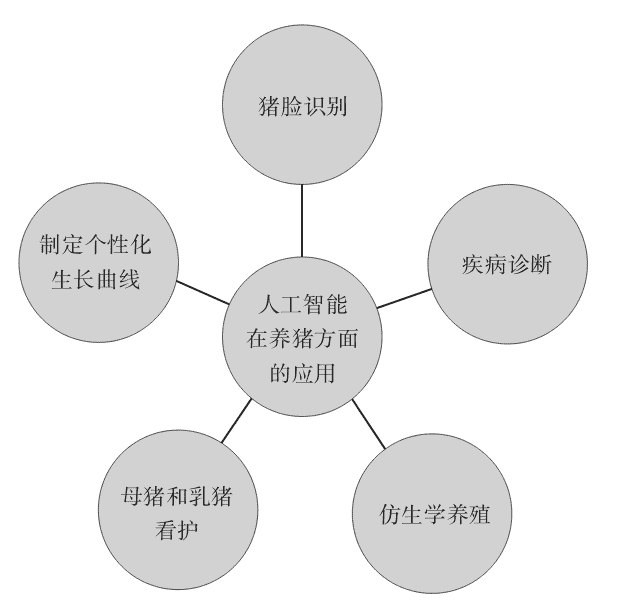 猪脸识别
制定个性化
生长曲线
疾病诊断
人工智能
在养猪方面
的应用
母猪和乳猪
看护
仿生学养殖